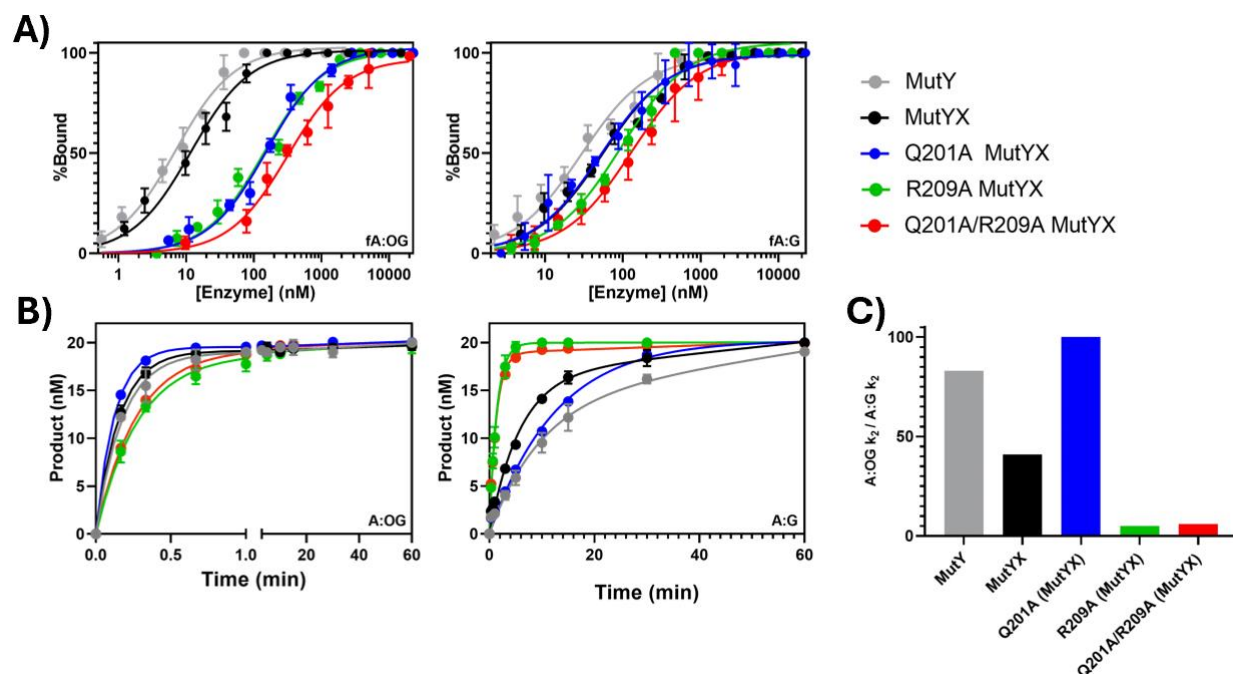 A)
%Bound
100
50
0
1
10
100
1000
10000
fA:OG
[Enzyme] (nM)
%Bound
100
50
0
10
100
1000
10000
fA:G
[Enzyme] (nM)
MutY
MutYX
Q201A MutYX
R209A MutYX
Q201A/R209A MutYX
B)
Product (nM)
20
15
10
5
0
0.0
0.5
1.0
20
40
60
A:OG
Time (min)
Product (nM)
20
15
10
5
0
0
20
40
60
A:G
Time (min)
C)
A:OG k2 / A:G k2
100
50
0
MutY
MutYX
Q201A (MutYX)
R209A (MutYX)
Q201A/R209A (MutYX)